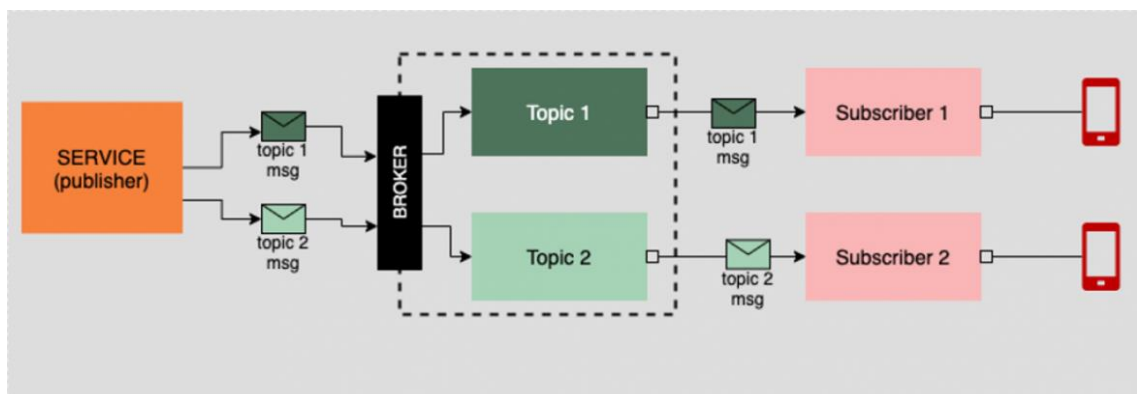 SERVICE
(publisher)
topic 1
msg
topic 2
msg
BROKER
Topic 1
Topic 2
topic 1
msg
topic 2
msg
Subscriber 1
Subscriber 2